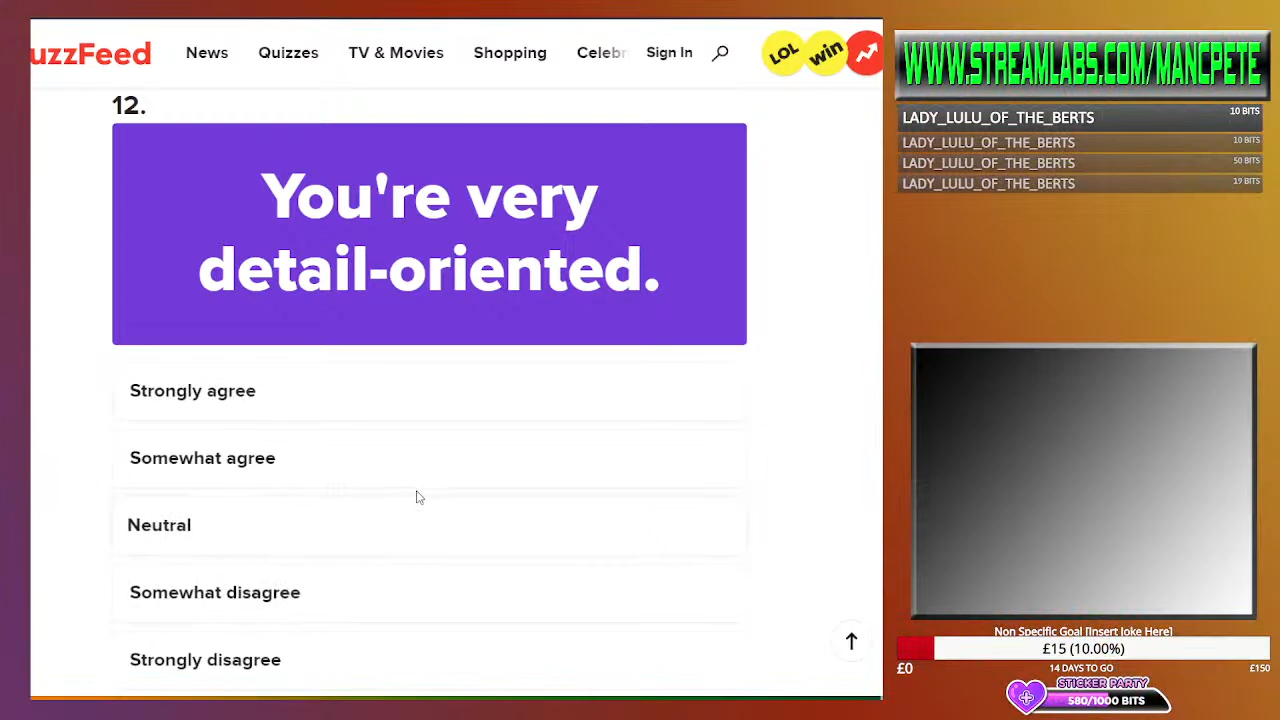 uzzFeed News Quizzes TV & Movies Shopping Celebr Sign In LOL win
12.
You're very
detail-oriented.
Strongly agree
Somewhat agree
Neutral
Somewhat disagree
Strongly disagree
WWW.STREAMLABS.COM/MANCPETE
LADY_LULU_OF_THE_BERTS 10 BITS
LADY_LULU_OF_THE_BERTS 10 BITS
LADY_LULU_OF_THE_BERTS 50 BITS
LADY_LULU_OF_THE_BERTS 19 BITS
Non Specific Goal [Insert Joke Here]
£15 (10.00%)
£0 14 DAYS TO GO £150
STICKER PARTY
580/1000 BITS